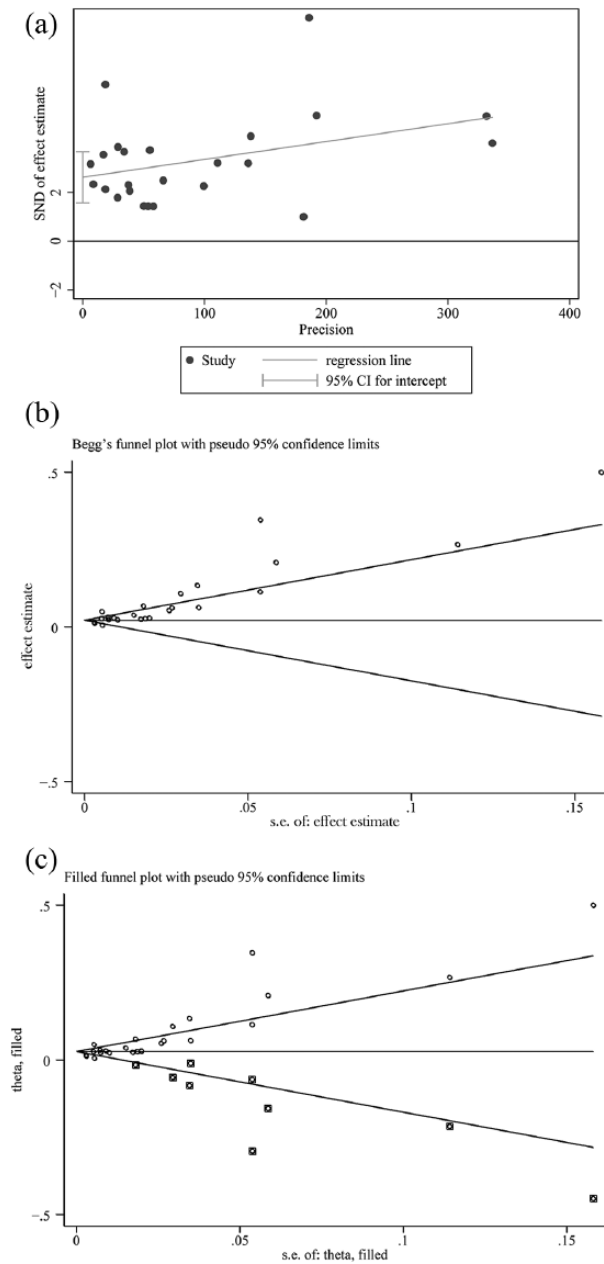 (a)
SND of effect estimate
2
0
−2
0
100
200
300
400
Precision
Study
regression line
95% CI for intercept
(b)
Begg's funnel plot with pseudo 95% confidence limits
.5
effect estimate
0
-.5
0
.05
.1
.15
s.e. of: effect estimate
(c)
Filled funnel plot with pseudo 95% confidence limits
.5
theta, filled
0
-.5
0
.05
.1
.15
s.e. of: theta, filled